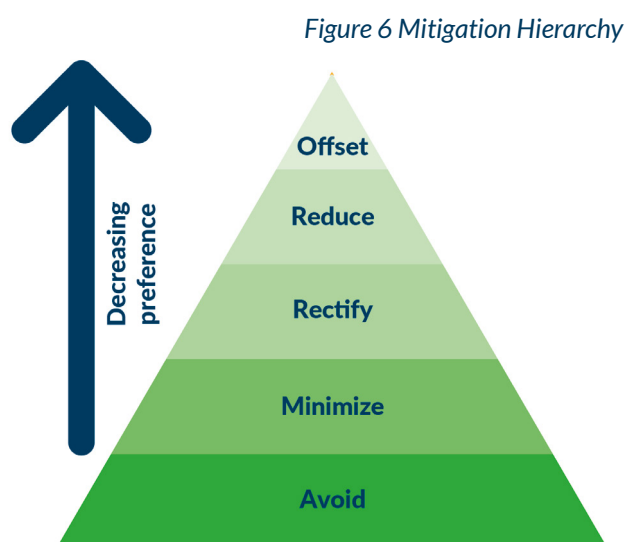 Figure 6 Mitigation Hierarchy
Offset
Reduce
Decreasing
preference
Rectify
Minimize
Avoid